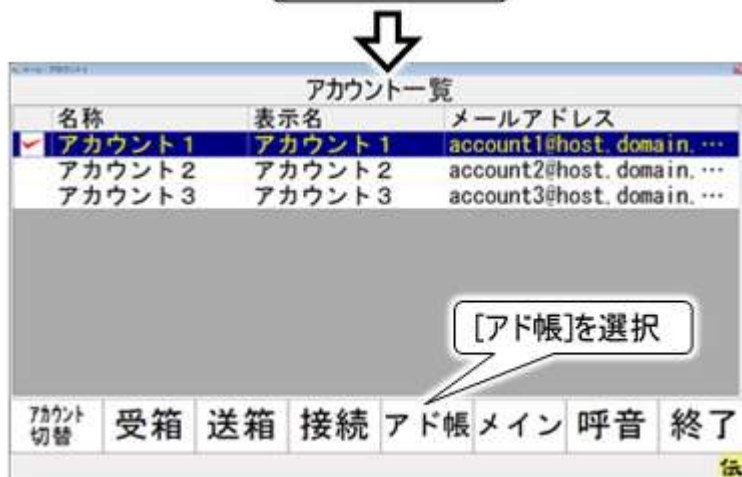 アカウント一覧
名称 表示名 メールアドレス
アカウント1 アカウント1 account1@host.domain.…
アカウント2 アカウント2 account2@host.domain.…
アカウント3 アカウント3 account3@host.domain.…
[アド帳]を選択
アカウント切替 受箱 送箱 接続 アド帳 メイン 呼音 終了
伝